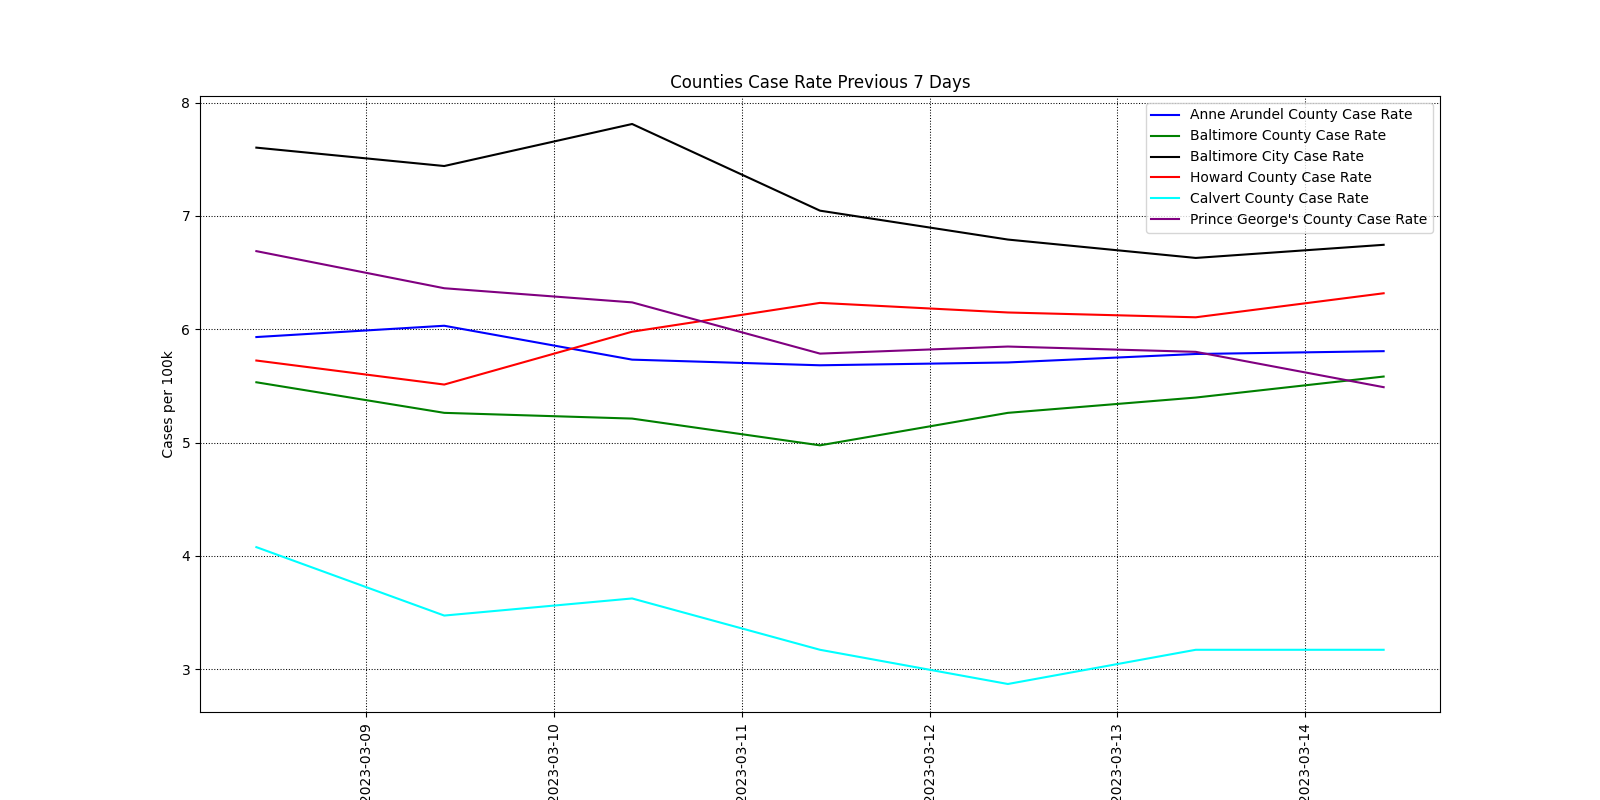 Counties Case Rate Previous 7 Days
8
7
6
5
4
3
Cases per 100k
Anne Arundel County Case Rate
Baltimore County Case Rate
Baltimore City Case Rate
Howard County Case Rate
Calvert County Case Rate
Prince George's County Case Rate
2023-03-09
2023-03-10
2023-03-11
2023-03-12
2023-03-13
2023-03-14